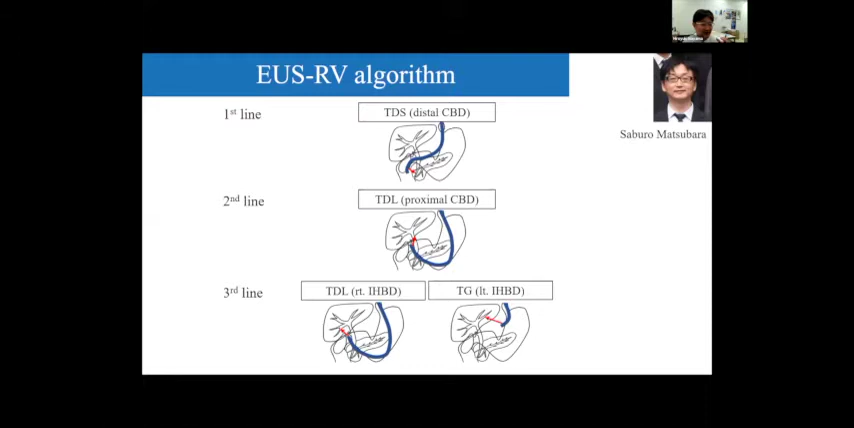 EUS-RV algorithm
1st line
TDS (distal CBD)
Saburo Matsubara
2nd line
TDL (proximal CBD)
3rd line
TDL (rt. IHBD)
TG (lt. IHBD)